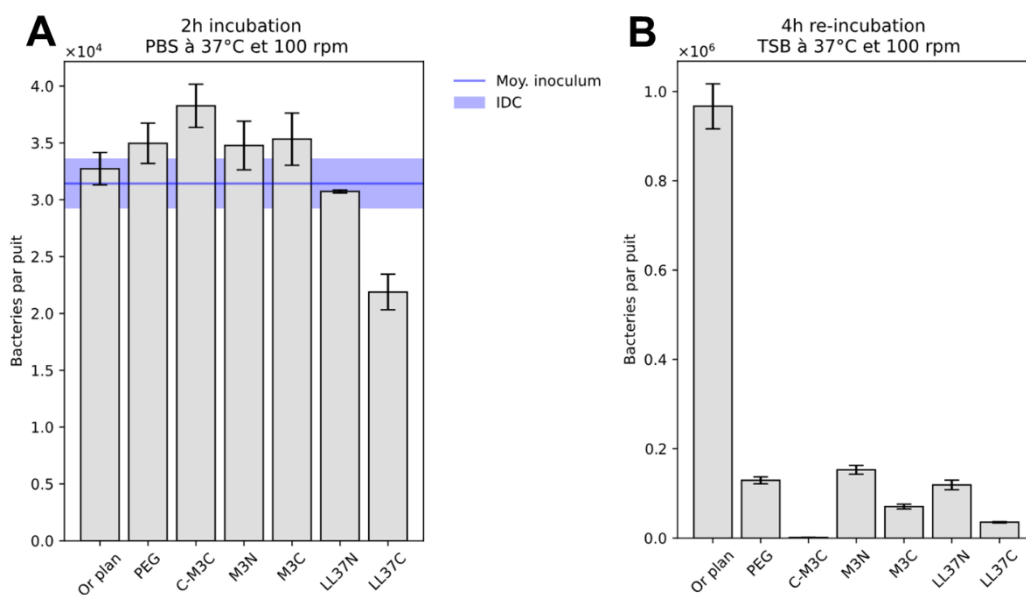 A
2h incubation
PBS à 37°C et 100 rpm
×10⁴
4.0
3.5
3.0
2.5
2.0
1.5
1.0
0.5
0.0
Bacteries par puit
Or plan
PEG
C-M3C
M3N
M3C
LL37N
LL37C
Moy. inoculum
IDC
B
4h re-incubation
TSB à 37°C et 100 rpm
×10⁶
1.0
0.8
0.6
0.4
0.2
0.0
Bacteries par puit
Or plan
PEG
C-M3C
M3N
M3C
LL37N
LL37C